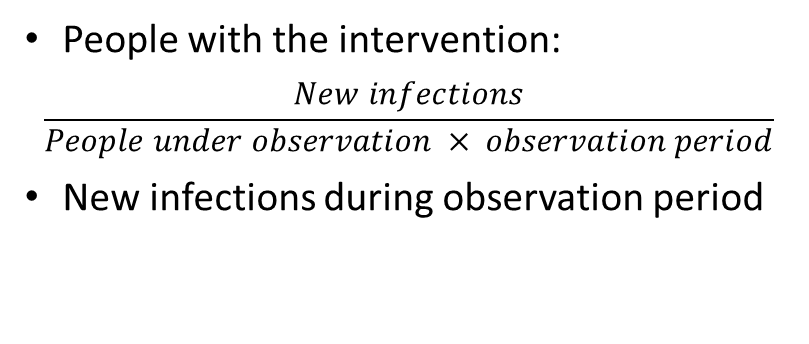 • People with the intervention:
New infections
People under observation × observation period
• New infections during observation period